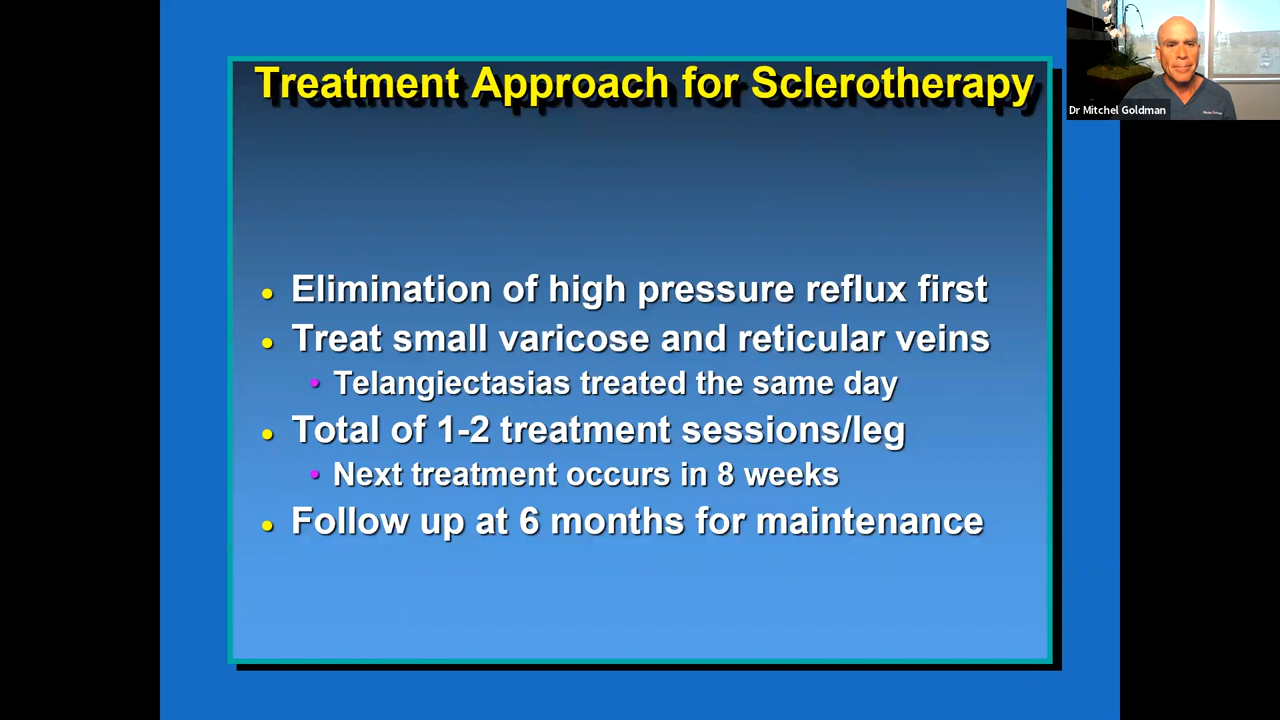 Treatment Approach for Sclerotherapy
Dr Mitchel Goldman
• Elimination of high pressure reflux first
• Treat small varicose and reticular veins
• Telangiectasias treated the same day
• Total of 1-2 treatment sessions/leg
• Next treatment occurs in 8 weeks
• Follow up at 6 months for maintenance